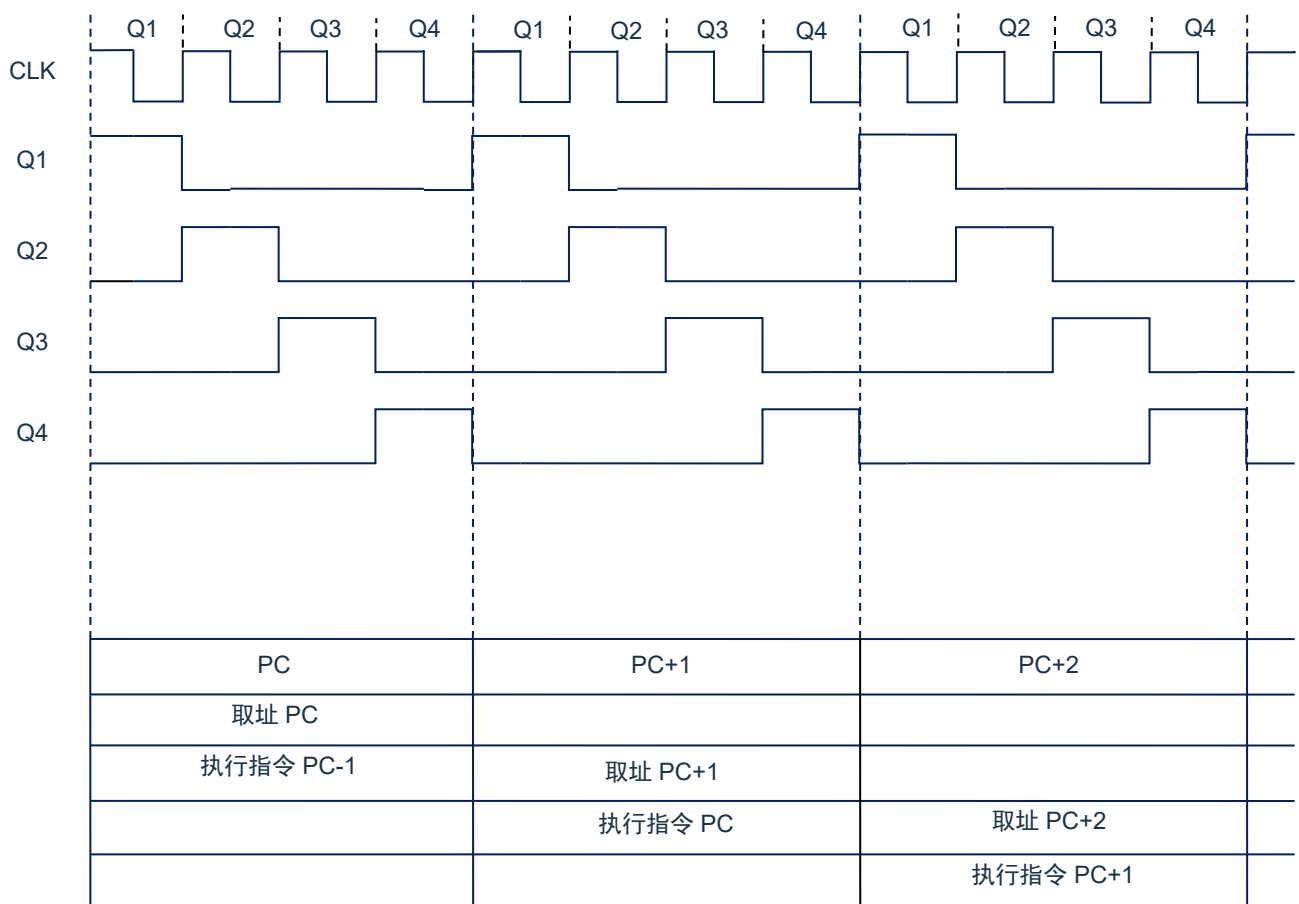 Q1 Q2 Q3 Q4 Q1 Q2 Q3 Q4 Q1 Q2 Q3 Q4
CLK
Q1
Q2
Q3
Q4
PC PC+1 PC+2
取址 PC
执行指令 PC-1 取址 PC+1
执行指令 PC 取址 PC+2
执行指令 PC+1